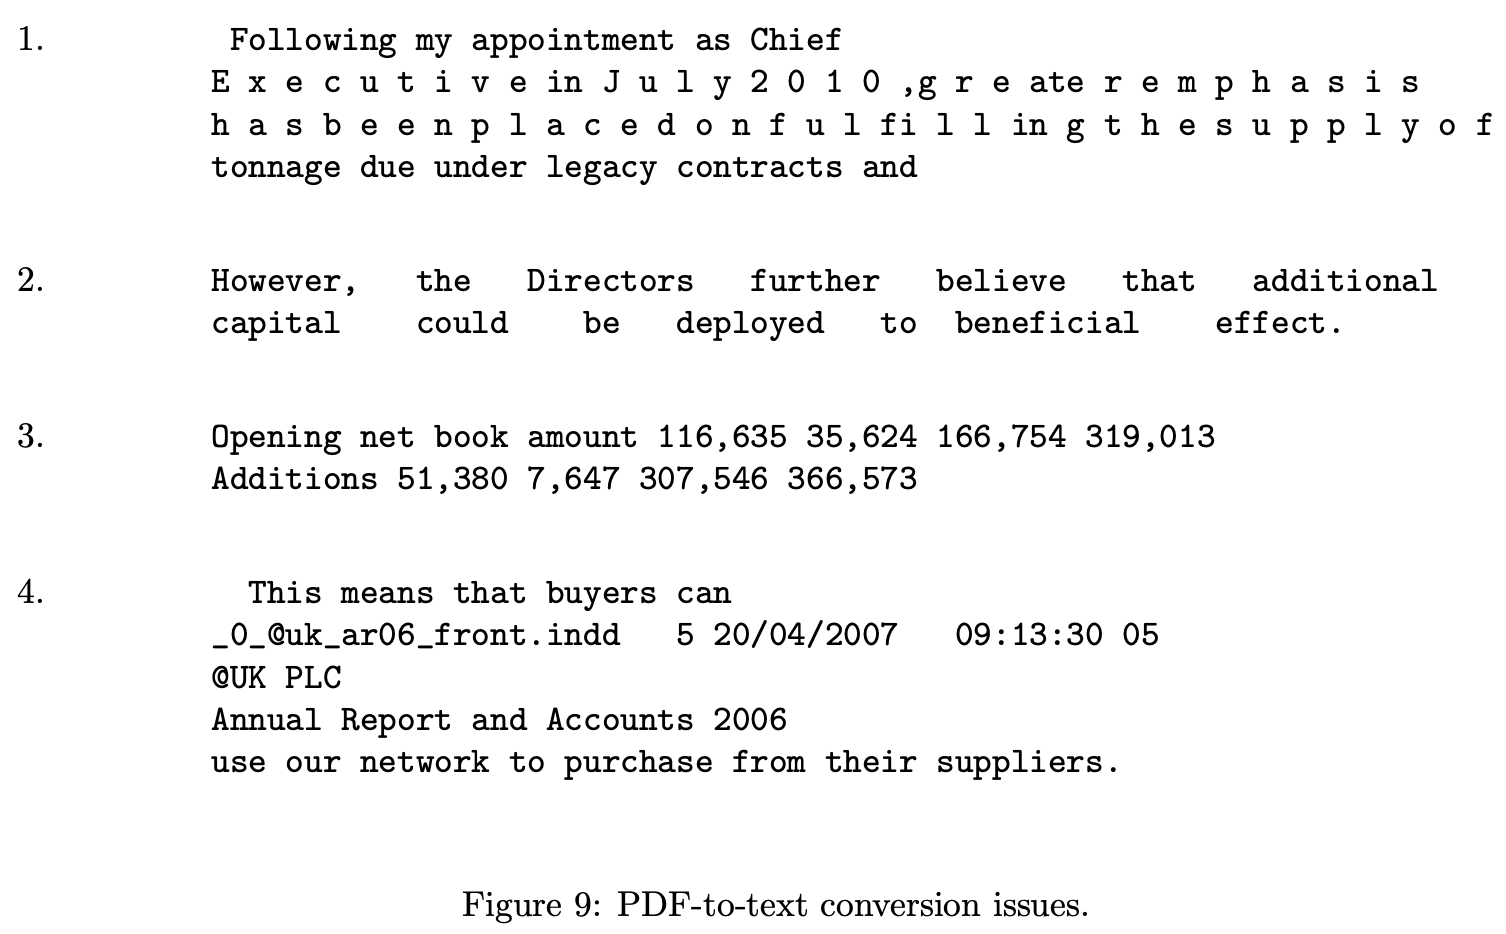 1. Following my appointment as Chief
E x e c u t i v e in J u l y 2 0 1 0 ,g r e ate r e m p h a s i s
h a s b e e n p l a c e d o n f u l fi l l in g t h e s u p p l y o f
tonnage due under legacy contracts and
2. However, the Directors further believe that additional
capital could be deployed to beneficial effect.
3. Opening net book amount 116,635 35,624 166,754 319,013
Additions 51,380 7,647 307,546 366,573
4. This means that buyers can
_0_@uk_ar06_front.indd 5 20/04/2007 09:13:30 05
@UK PLC
Annual Report and Accounts 2006
use our network to purchase from their suppliers.
Figure 9: PDF-to-text conversion issues.